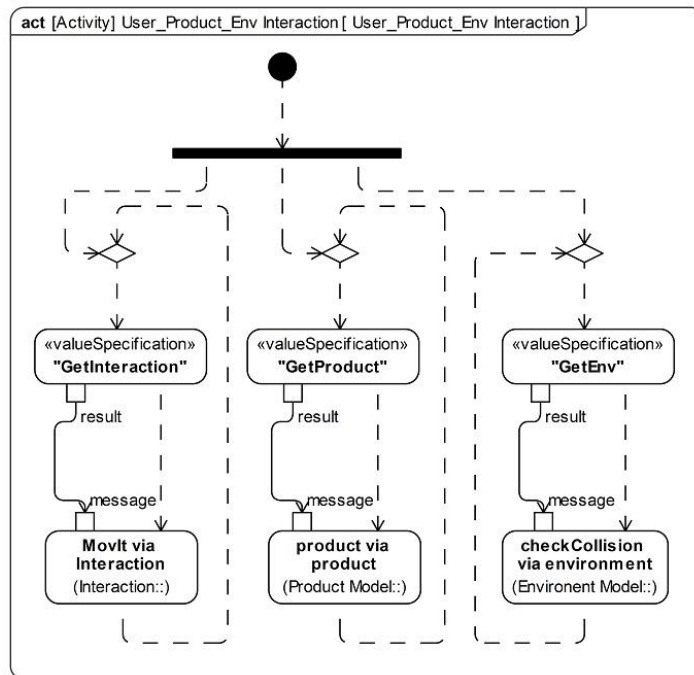 act [Activity] User_Product_Env Interaction [ User_Product_Env Interaction ]
«valueSpecification»
"GetInteraction"
«valueSpecification»
"GetProduct"
«valueSpecification»
"GetEnv"
result
result
result
message
message
message
MovIt via
Interaction
(Interaction::)
product via
product
(Product Model::)
checkCollision
via environment
(Environent Model::)